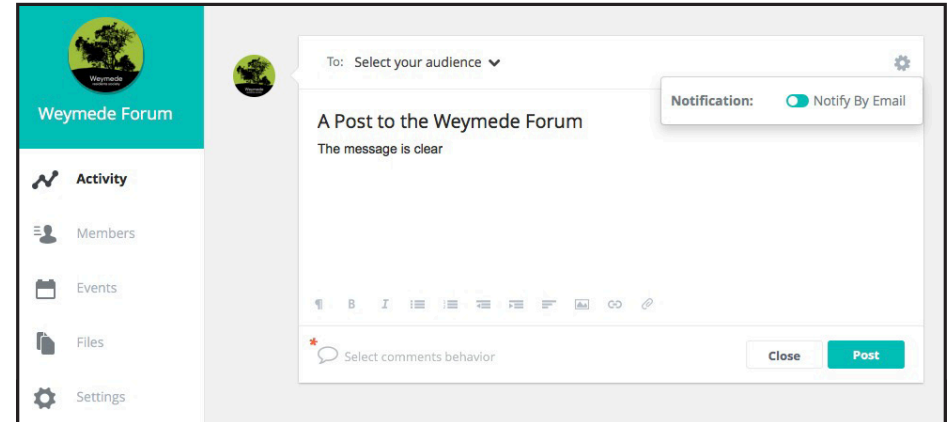 Weymede
Weymede Forum
Activity
Members
Events
Files
Settings
To: Select your audience
Notification: Notify By Email
A Post to the Weymede Forum
The message is clear
¶ B I
* Select comments behavior
Close Post